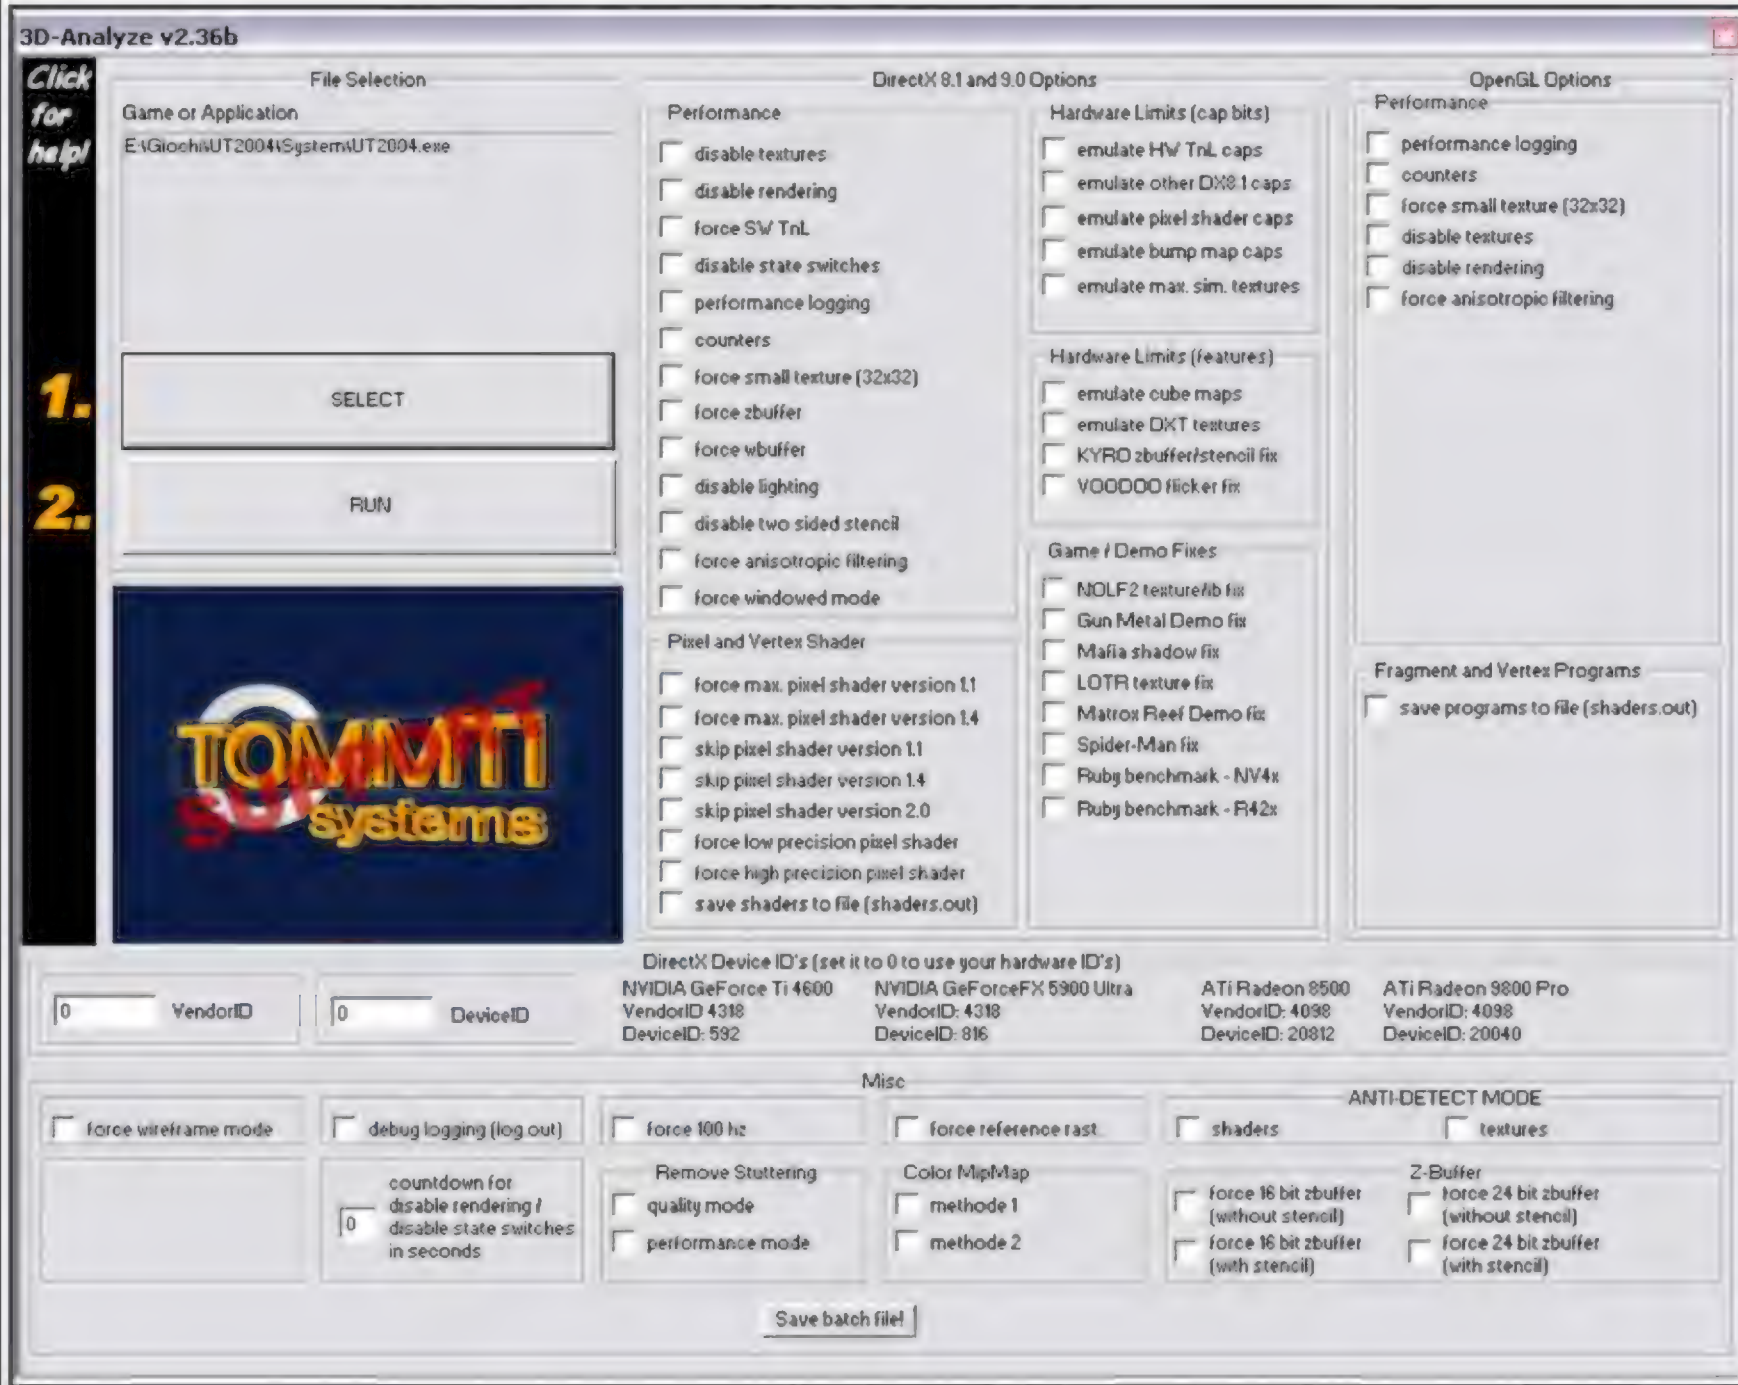 3D-Analyze v2.36b
Click
for
help!
1.
2.
File Selection
Game or Application
E:\Giochi\UT2004\System\UT2004.exe
SELECT
RUN
TOMMTI
systems
SUPPORT
DirectX 8.1 and 9.0 Options
Performance
disable textures
disable rendering
force SW TnL
disable state switches
performance logging
counters
force small texture (32x32)
force zbuffer
force wbuffer
disable lighting
disable two sided stencil
force anisotropic filtering
force windowed mode
Pixel and Vertex Shader
force max. pixel shader version 1.1
force max. pixel shader version 1.4
skip pixel shader version 1.1
skip pixel shader version 1.4
skip pixel shader version 2.0
force low precision pixel shader
force high precision pixel shader
save shaders to file (shaders.out)
Hardware Limits (cap bits)
emulate HW TnL caps
emulate other DX8.1 caps
emulate pixel shader caps
emulate bump map caps
emulate max. sim. textures
Hardware Limits (features)
emulate cube maps
emulate DXT textures
KYRO zbuffer/stencil fix
VOODOO flicker fix
Game / Demo Fixes
NOLF2 texture/ib fix
Gun Metal Demo fix
Mafia shadow fix
LOTR texture fix
Matrox Reef Demo fix
Spider-Man fix
Ruby benchmark - NV4x
Ruby benchmark - R42x
OpenGL Options
Performance
performance logging
counters
force small texture (32x32)
disable textures
disable rendering
force anisotropic filtering
Fragment and Vertex Programs
save programs to file (shaders.out)
DirectX Device ID's (set it to 0 to use your hardware ID's)
0 VendorID
0 DeviceID
NVIDIA GeForce Ti 4600
VendorID 4318
DeviceID: 592
NVIDIA GeForceFX 5900 Ultra
VendorID: 4318
DeviceID: 816
ATi Radeon 8500
VendorID: 4098
DeviceID: 20812
ATi Radeon 9800 Pro
VendorID: 4098
DeviceID: 20040
Misc
force wireframe mode
debug logging (log.out)
force 100 hz
force reference rast.
ANTI-DETECT MODE
shaders
textures
0
countdown for
disable rendering /
disable state switches
in seconds
Remove Stuttering
quality mode
performance mode
Color MipMap
methode 1
methode 2
Z-Buffer
force 16 bit zbuffer
(without stencil)
force 24 bit zbuffer
(without stencil)
force 16 bit zbuffer
(with stencil)
force 24 bit zbuffer
(with stencil)
Save batch file!